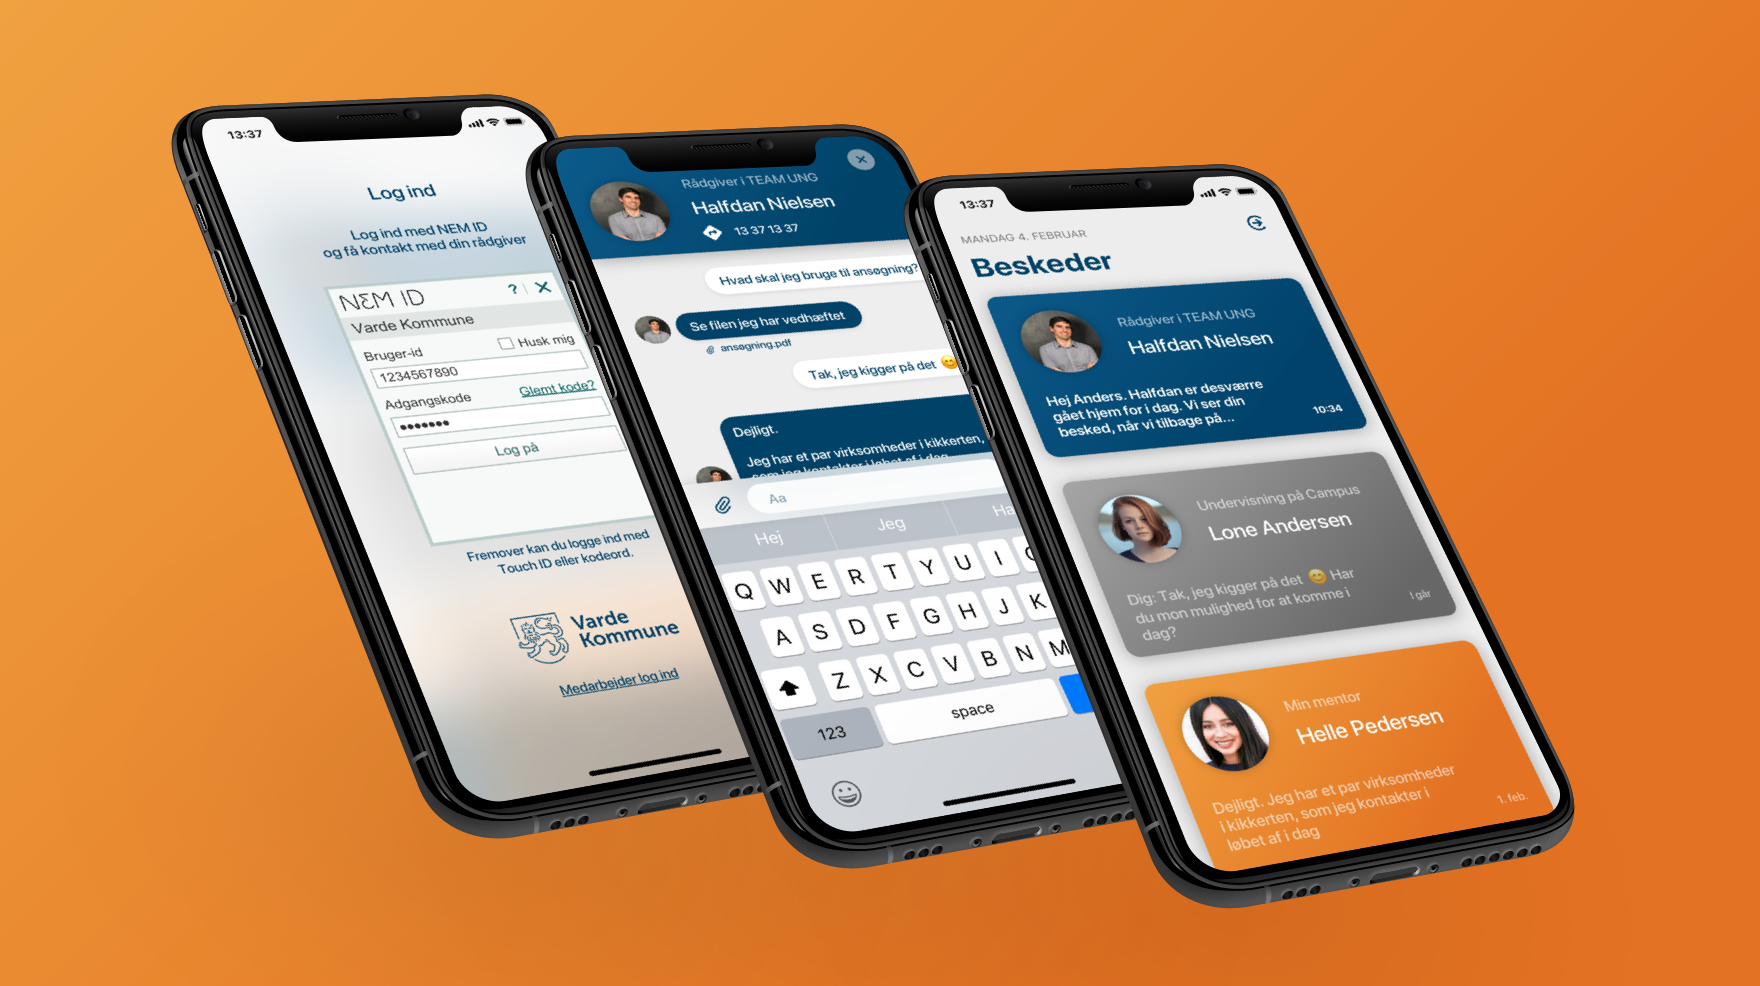 13:37
Log ind
Log ind med NEM ID
og få kontakt med din rådgiver
NEM ID
?
Varde Kommune
Bruger-id
Husk mig
1234567890
Adgangskode
Glemt kode?
•••••••
Log på
Fremover kan du logge ind med
Touch ID eller kodeord.
Varde
Kommune
Medarbejder log ind
Rådgiver i TEAM UNG
Halfdan Nielsen
13 37 13 37
Hvad skal jeg bruge til ansøgning?
Se filen jeg har vedhæftet
ansøgning.pdf
Tak, jeg kigger på det 😊
Dejligt.
Jeg har et par virksomheder i kikkerten,
som jeg kontakter i løbet af i dag
Aa
Hej
Jeg
Ha
Q W E R T Y U I
A S D F G H J K
Z X C V B N M
123
space
13:37
MANDAG 4. FEBRUAR
Beskeder
Rådgiver i TEAM UNG
Halfdan Nielsen
Hej Anders. Halfdan er desværre
gået hjem for i dag. Vi ser din
besked, når vi tilbage på...
10:34
Undervisning på Campus
Lone Andersen
Dig: Tak, jeg kigger på det 😊 Har
du mon mulighed for at komme i
dag?
I går
Min mentor
Helle Pedersen
Dejligt. Jeg har et par virksomheder
i kikkerten, som jeg kontakter i
løbet af i dag
1. feb.